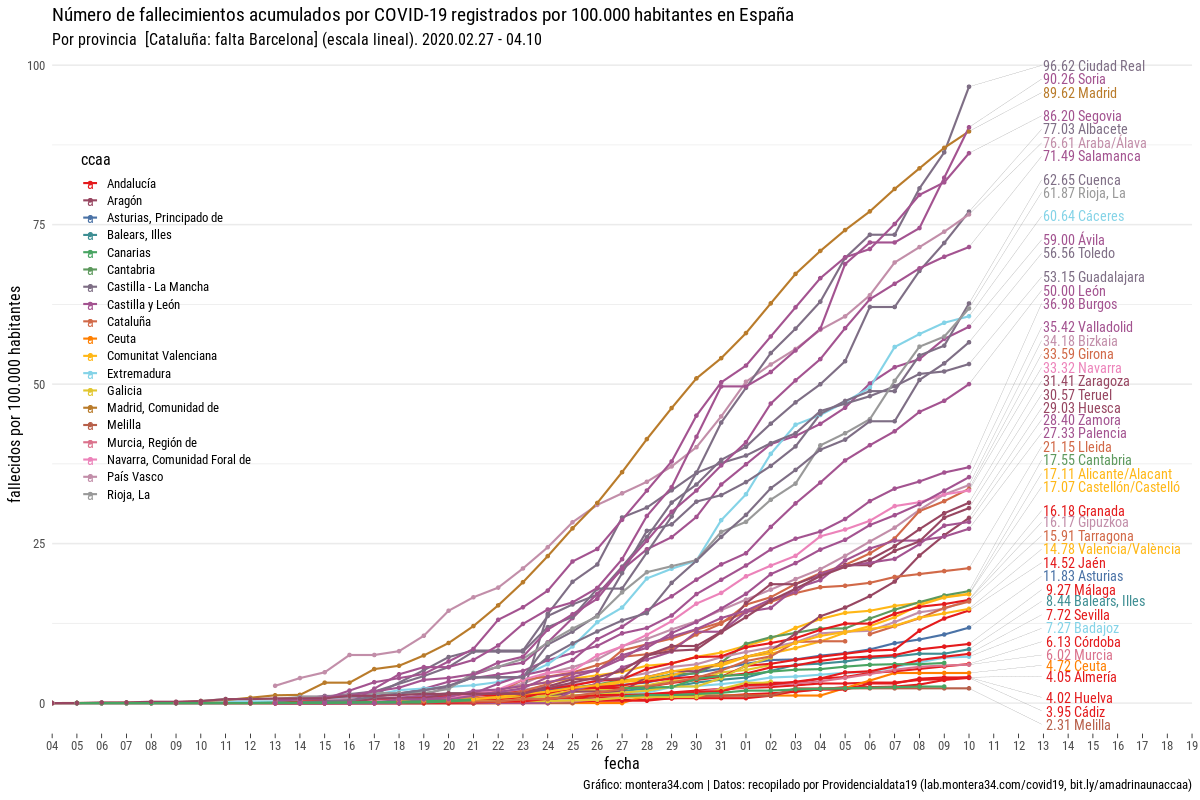 Número de fallecimientos acumulados por COVID-19 registrados por 100.000 habitantes en España
Por provincia [Cataluña: falta Barcelona] (escala lineal). 2020.02.27 - 04.10
fallecidos por 100.000 habitantes
100
75
50
25
0
ccaa
Andalucía
Aragón
Asturias, Principado de
Balears, Illes
Canarias
Cantabria
Castilla - La Mancha
Castilla y León
Cataluña
Ceuta
Comunitat Valenciana
Extremadura
Galicia
Madrid, Comunidad de
Melilla
Murcia, Región de
Navarra, Comunidad Foral de
País Vasco
Rioja, La
96.62 Ciudad Real
90.26 Soria
89.62 Madrid
86.20 Segovia
77.03 Albacete
76.61 Araba/Álava
71.49 Salamanca
62.65 Cuenca
61.87 Rioja, La
60.64 Cáceres
59.00 Ávila
56.56 Toledo
53.15 Guadalajara
50.00 León
36.98 Burgos
35.42 Valladolid
34.18 Bizkaia
33.59 Girona
33.32 Navarra
31.41 Zaragoza
30.57 Teruel
29.03 Huesca
28.40 Zamora
27.33 Palencia
21.15 Lleida
17.55 Cantabria
17.11 Alicante/Alacant
17.07 Castellón/Castelló
16.18 Granada
16.17 Gipuzkoa
15.91 Tarragona
14.78 Valencia/València
14.52 Jaén
11.83 Asturias
9.27 Málaga
8.44 Balears, Illes
7.72 Sevilla
7.27 Badajoz
6.13 Córdoba
6.02 Murcia
4.72 Ceuta
4.05 Almería
4.02 Huelva
3.95 Cádiz
2.31 Melilla
04 05 06 07 08 09 10 11 12 13 14 15 16 17 18 19 20 21 22 23 24 25 26 27 28 29 30 31 01 02 03 04 05 06 07 08 09 10 11 12 13 14 15 16 17 18 19
fecha
Gráfico: montera34.com | Datos: recopilado por Providencialdata19 (lab.montera34.com/covid19, bit.ly/amadrinaunaccaa)